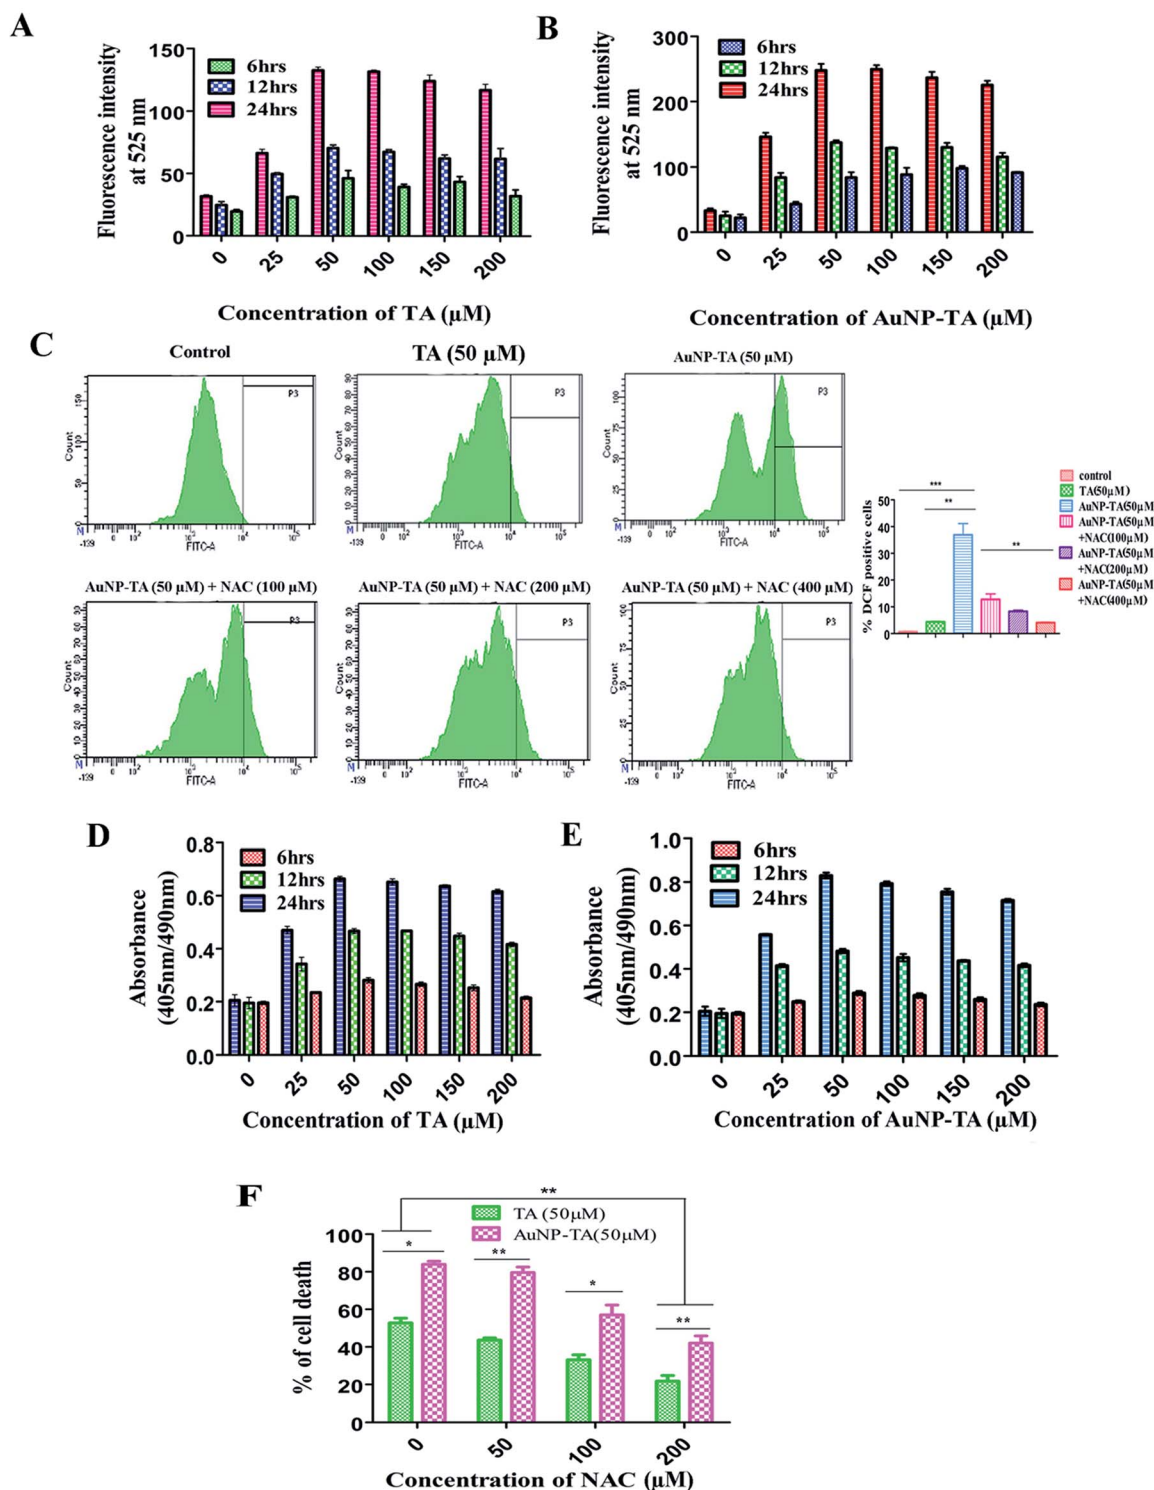 A
Fluorescence intensity
at 525 nm
150
100
50
0
6hrs
12hrs
24hrs
0
25
50
100
150
200
Concentration of TA (µM)
B
Fluorescence intensity
at 525 nm
300
200
100
0
6hrs
12hrs
24hrs
0
25
50
100
150
200
Concentration of AuNP-TA (µM)
C
Control
P3
Count
FITC-A
TA (50 µM)
P3
Count
FITC-A
AuNP-TA (50 µM)
P3
Count
FITC-A
AuNP-TA (50 µM) + NAC (100 µM)
P3
Count
FITC-A
AuNP-TA (50 µM) + NAC (200 µM)
P3
Count
FITC-A
AuNP-TA (50 µM) + NAC (400 µM)
P3
Count
FITC-A
% DCF positive cells
50
40
30
20
10
0
***
**
**
control
TA(50µM)
AuNP-TA(50µM
AuNP-TA(50µM
+NAC(100µM)
AuNP-TA(50µM
+NAC(200µM)
AuNP-TA(50µM
+NAC(400µM)
D
Absorbance
(405nm/490nm)
0.8
0.6
0.4
0.2
0.0
6hrs
12hrs
24hrs
0
25
50
100
150
200
Concentration of TA (µM)
E
Absorbance
(405nm/490nm)
1.0
0.8
0.6
0.4
0.2
0.0
6hrs
12hrs
24hrs
0
25
50
100
150
200
Concentration of AuNP-TA (µM)
F
% of cell death
100
80
60
40
20
0
**
TA (50µM)
AuNP-TA(50µM)
*
**
*
**
0
50
100
200
Concentration of NAC (µM)